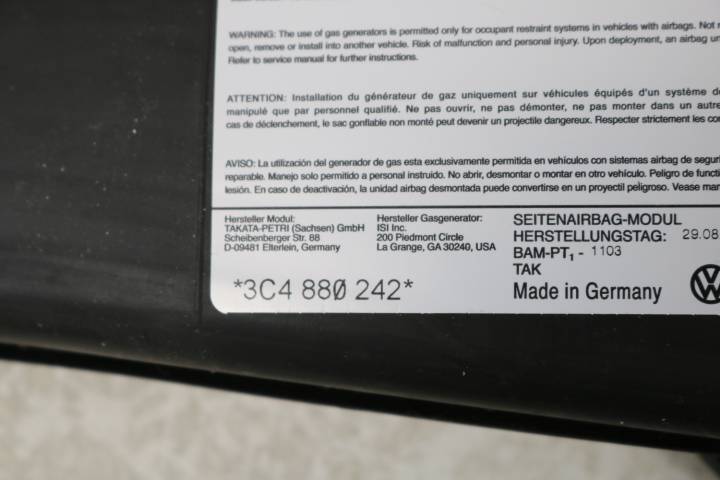 WARNING: The use of gas generators is permitted only for occupant restraint systems in vehicles with airbags. Not
open, remove or install into another vehicle. Risk of malfunction and personal injury. Upon deployment, an airbag
Refer to service manual for further instructions.
ATTENTION: Installation du générateur de gaz uniquement sur véhicules équipés d'un système
manipulé que par personnel qualifié. Ne pas ouvrir, ne pas démonter, ne pas monter dans un autre
cas de déclenchement, le sac gonflable non monté peut devenir un projectile dangereux. Respecter strictement les
AVISO: La utilización del generador de gas esta exclusivamente permitida en vehículos con sistemas airbag de
reparable. Manejo solo permitido a personal instruido. No abrir, desmontar o montar en otro vehículo. Peligro de
lesión. En caso de deactivación, la unidad airbag desmontada puede convertirse en un proyectil peligroso. Vease
Hersteller Modul:
TAKATA-PETRI (Sachsen) GmbH
Scheibenberger Str. 88
D-09481 Elterlein, Germany
Hersteller Gasgenerator:
ISI Inc.
200 Piedmont Circle
La Grange, GA 30240, USA
*3C4 880 242*
SEITENAIRBAG-MODUL
HERSTELLUNGSTAG: 29.08
BAM-PT₁ - 1103
TAK
Made in Germany
VW